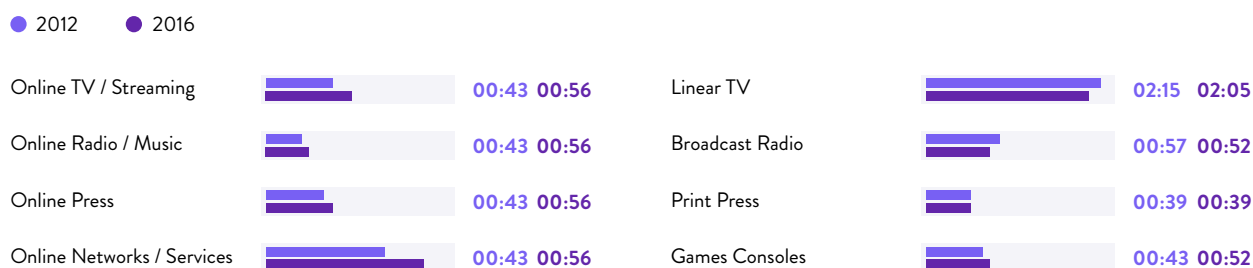 2012 2016
Online TV / Streaming 00:43 00:56 Linear TV 02:15 02:05
Online Radio / Music 00:43 00:56 Broadcast Radio 00:57 00:52
Online Press 00:43 00:56 Print Press 00:39 00:39
Online Networks / Services 00:43 00:56 Games Consoles 00:43 00:52